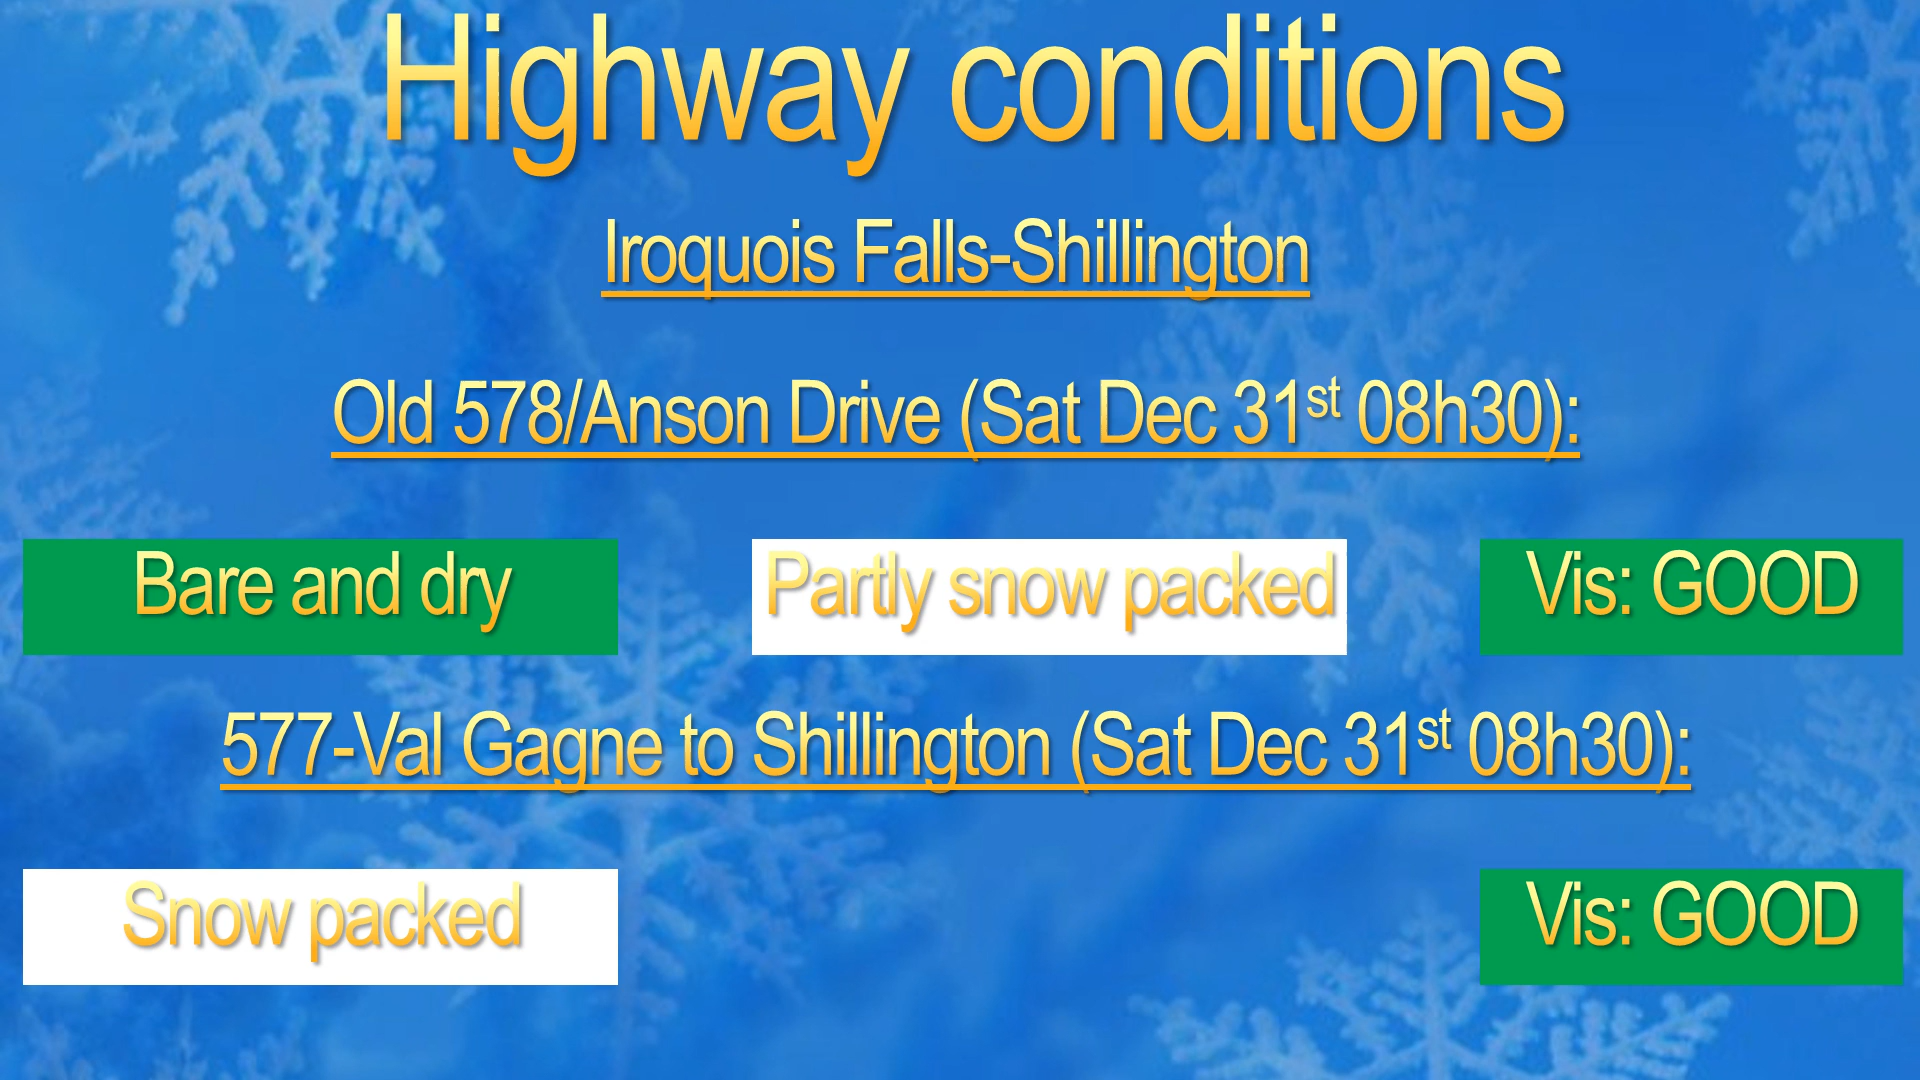 Highway conditions
Iroquois Falls-Shillington
Old 578/Anson Drive (Sat Dec 31st 08h30):
Bare and dry Partly snow packed Vis: GOOD
577-Val Gagne to Shillington (Sat Dec 31st 08h30):
Snow packed Vis: GOOD